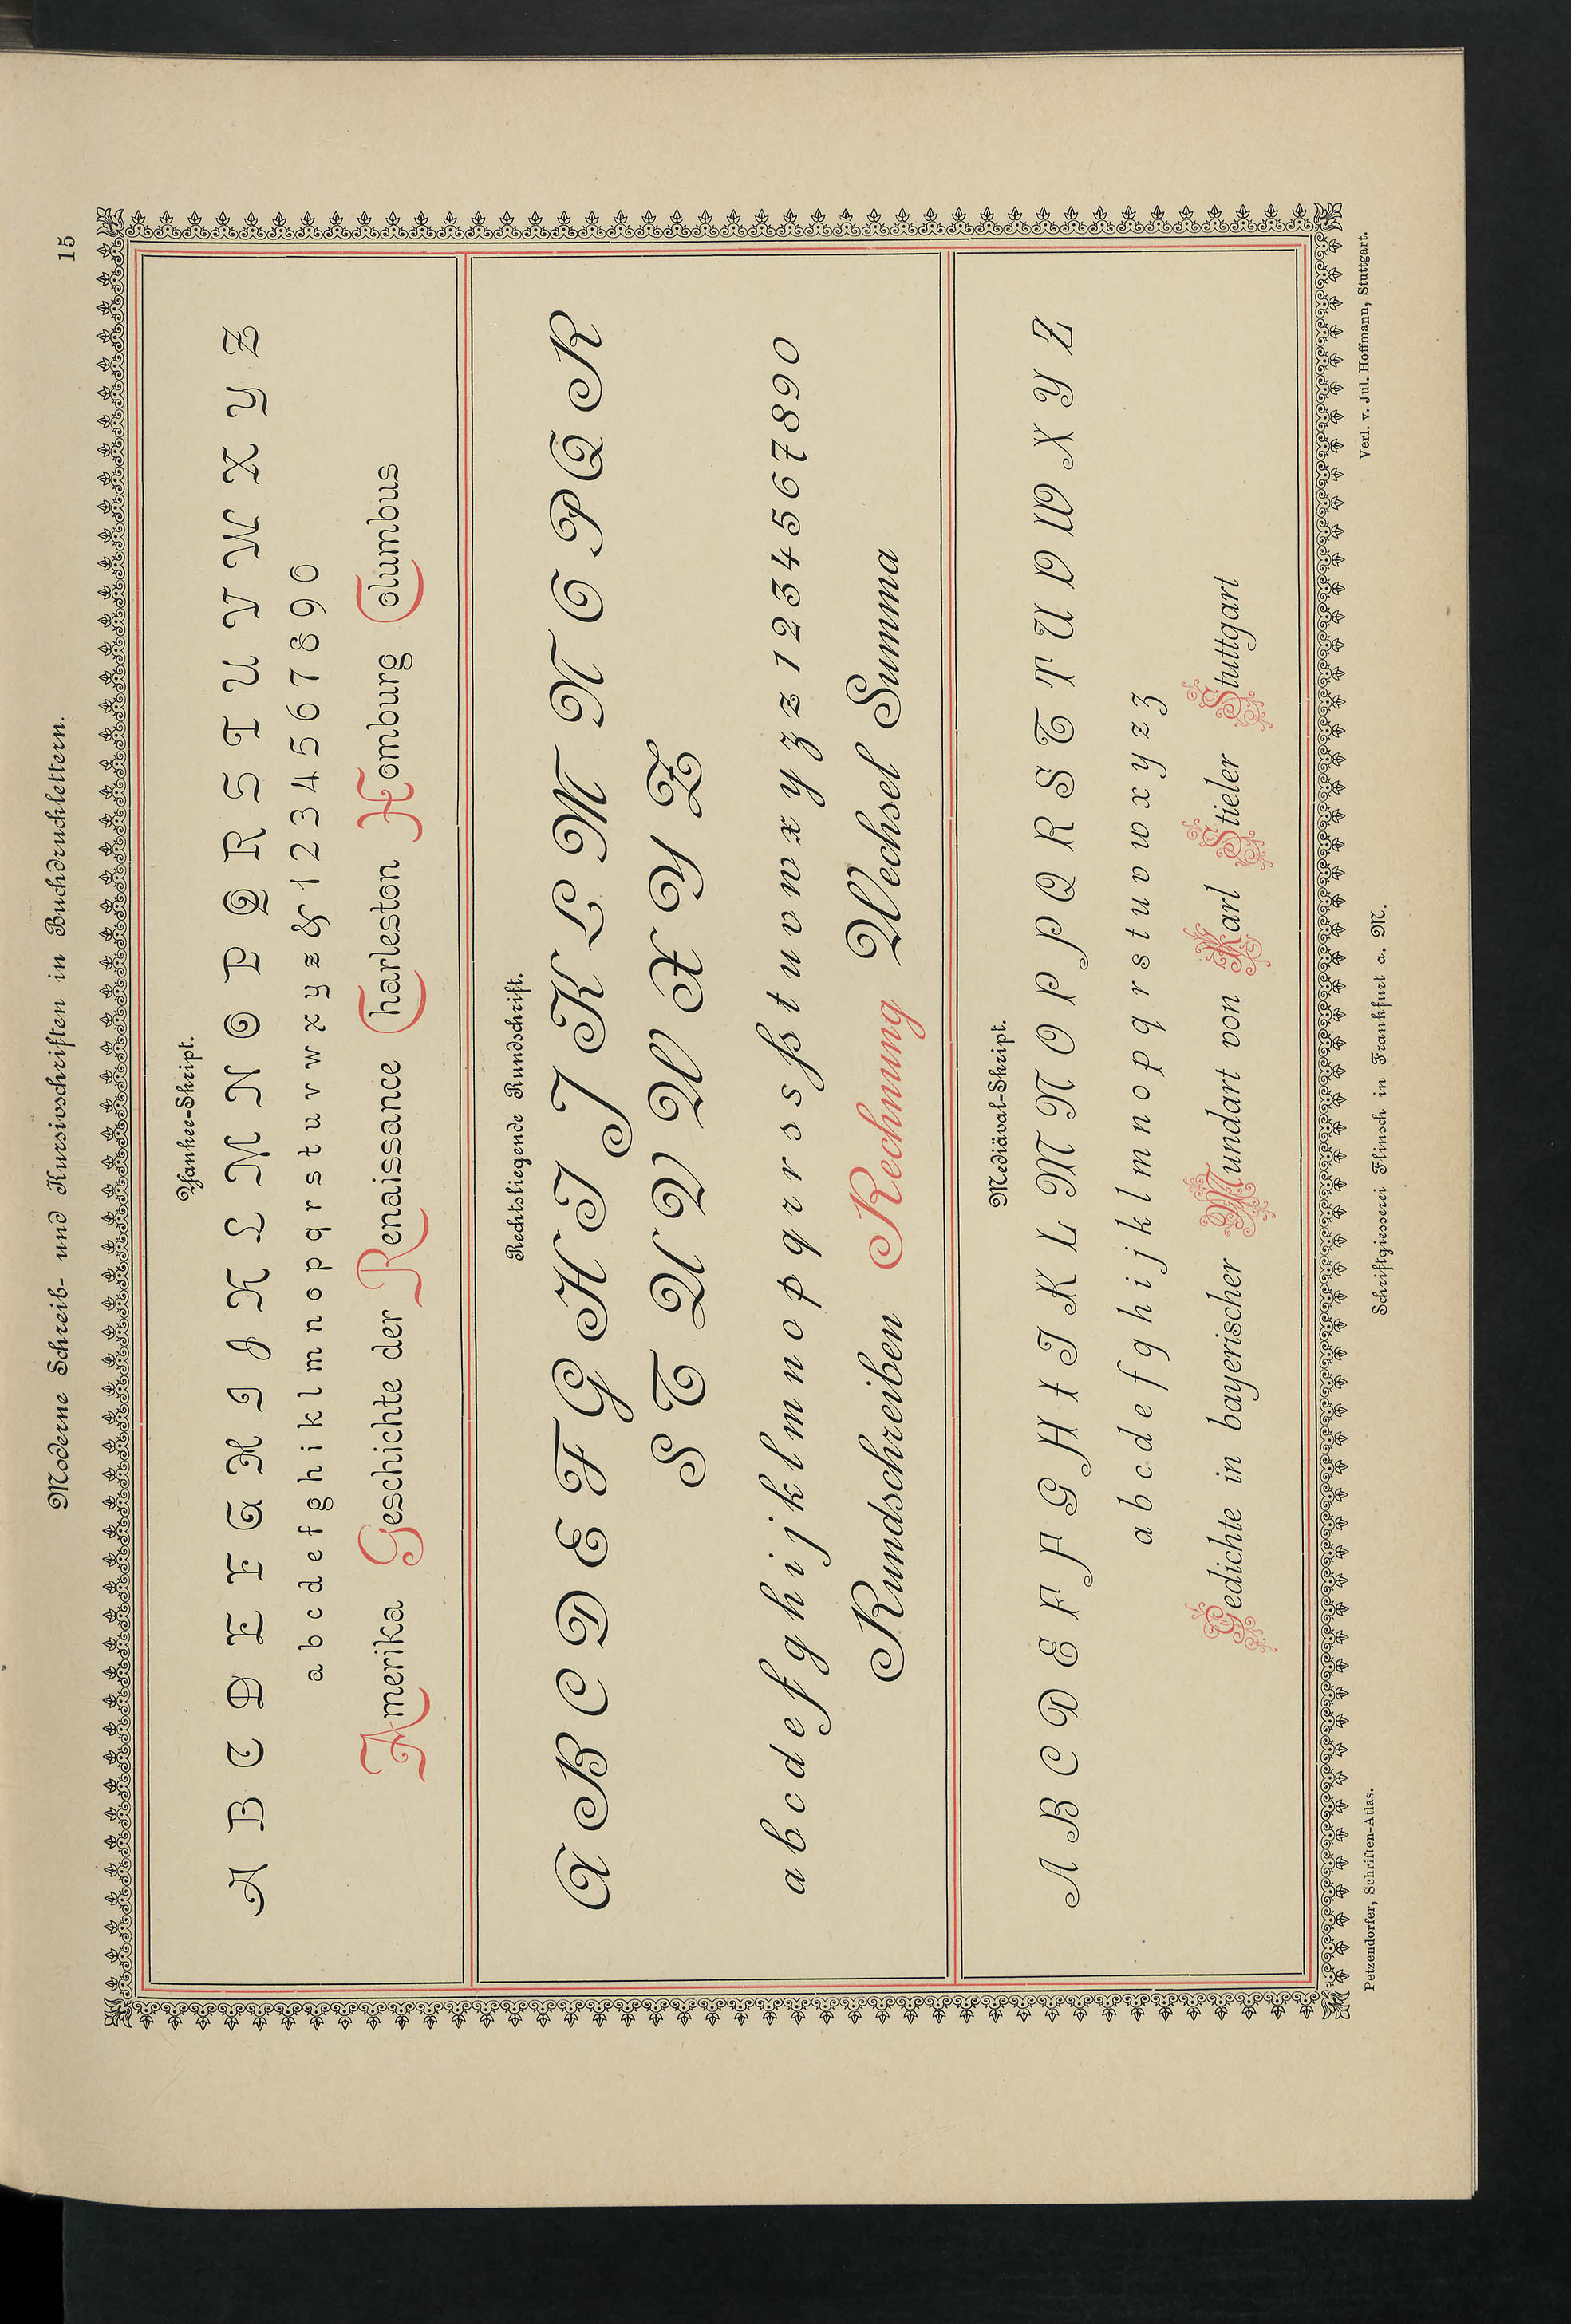 15
Moderne Schreib- und Kursivschriften in Buchdrucklettern.
Yankee-Skript.
A B C D E F G H I J K L M N O P Q R S T U V W X Y Z
a b c d e f g h i k l m n o p q r s t u v w x y z & 1 2 3 4 5 6 7 8 9 0
Amerika Geschichte der Renaissance Charleston Homburg Columbus
Rechtsliegende Rundschrift.
A B C D E F G H I J K L M N O P Q R
S T U V W X Y Z
a b c d e f g h i j k l m n o p q r r s s ß t u v w x y z z 1 2 3 4 5 6 7 8 9 0
Rundschreiben Rechnung Wechsel Summa
Mediäval-Skript.
A B C D E F F G H I J K L M N O P P Q R S T T U V W X Y Z
a b c d e f g h i j k l m n o p q r s t u v w x y z z
Gedichte in bayerischer Mundart von Karl Stieler Stuttgart
Petzendorfer, Schriften-Atlas.
Verl. v. Jul. Hoffmann, Stuttgart.
Schriftgiesserei Flinsch in Frankfurt a. M.